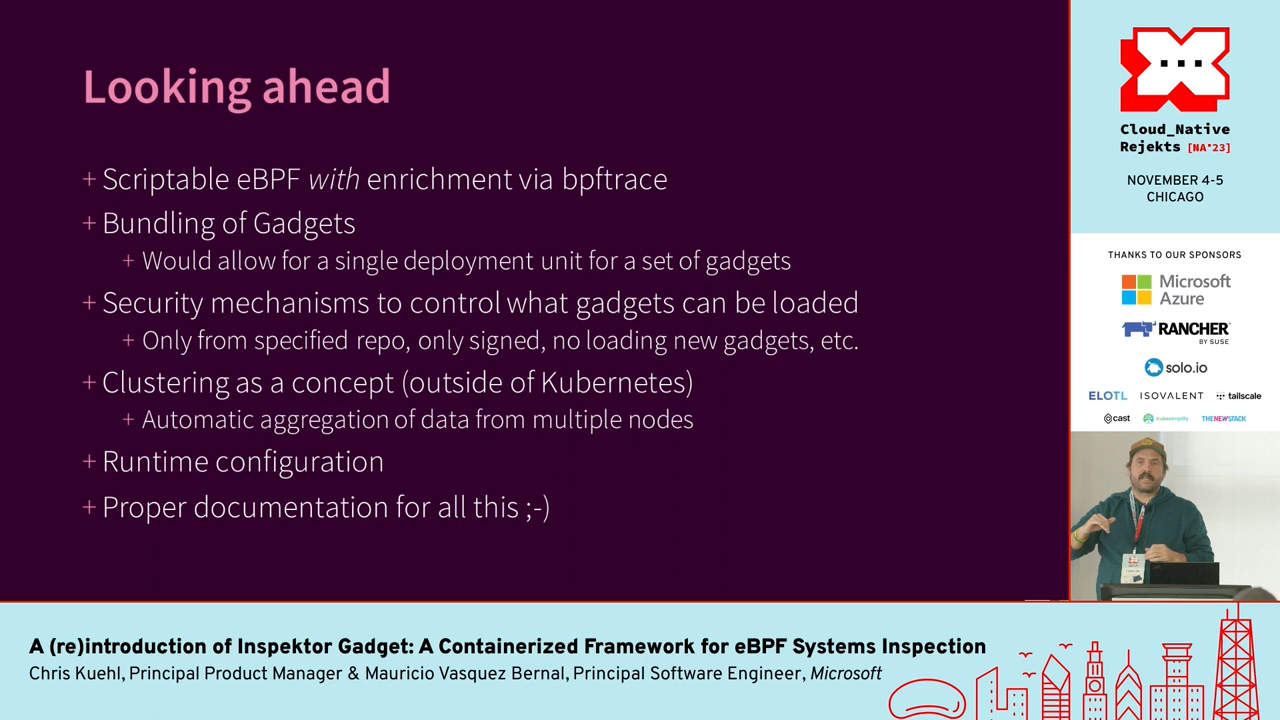 Looking ahead
+ Scriptable eBPF with enrichment via bpftrace
+ Bundling of Gadgets
+ Would allow for a single deployment unit for a set of gadgets
+ Security mechanisms to control what gadgets can be loaded
+ Only from specified repo, only signed, no loading new gadgets, etc.
+ Clustering as a concept (outside of Kubernetes)
+ Automatic aggregation of data from multiple nodes
+ Runtime configuration
+ Proper documentation for all this ;-)
Cloud_Native
Rejekts [NA'23]
NOVEMBER 4-5
CHICAGO
THANKS TO OUR SPONSORS
Microsoft
Azure
RANCHER
BY SUSE
solo.io
ELOTL ISOVALENT tailscale
cast Kubesimplify THENEWSTACK
A (re)introduction of Inspektor Gadget: A Containerized Framework for eBPF Systems Inspection
Chris Kuehl, Principal Product Manager & Mauricio Vasquez Bernal, Principal Software Engineer, Microsoft